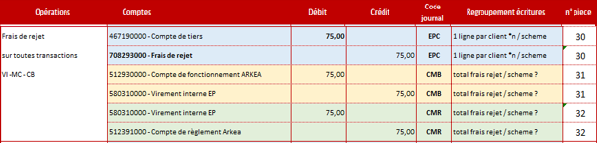 Opérations Comptes Débit Crédit Code journal Regroupement écritures n° piece
Frais de rejet 467190000 - Compte de tiers 75,00 EPC 1 ligne par client *n / scheme 30
sur toutes transactions 708293000 - Frais de rejet 75,00 EPC 1 ligne par client *n / scheme 30
VI -MC - CB 512930000 - Compte de fonctionnement ARKEA 75,00 CMB total frais rejet / scheme ? 31
580310000 - Virement interne EP 75,00 CMB total frais rejet / scheme ? 31
580310000 - Virement interne EP 75,00 CMR total frais rejet / scheme ? 32
512391000 - Compte de règlement Arkea 75,00 CMR total frais rejet / scheme ? 32